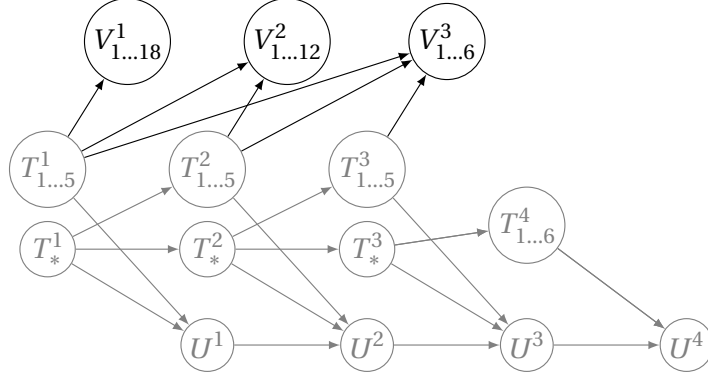 V^1_{1...18} V^2_{1...12} V^3_{1...6}
T^1_{1...5} T^2_{1...5} T^3_{1...5}
T^4_{1...6}
T^1_* T^2_* T^3_*
U^1 U^2 U^3 U^4